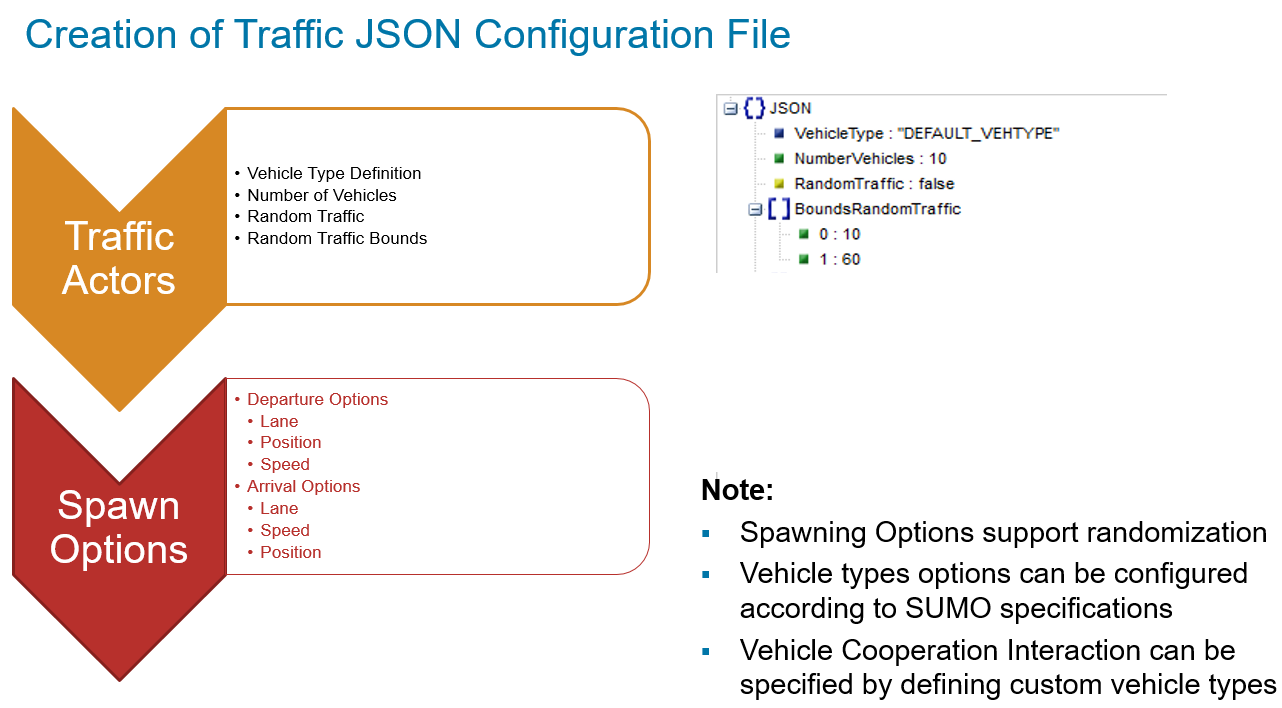 Creation of Traffic JSON Configuration File
Traffic
Actors
• Vehicle Type Definition
• Number of Vehicles
• Random Traffic
• Random Traffic Bounds
JSON
VehicleType : "DEFAULT_VEHTYPE"
NumberVehicles : 10
RandomTraffic : false
BoundsRandomTraffic
0 : 10
1 : 60
Spawn
Options
• Departure Options
• Lane
• Position
• Speed
• Arrival Options
• Lane
• Speed
• Position
Note:
▪ Spawning Options support randomization
▪ Vehicle types options can be configured
according to SUMO specifications
▪ Vehicle Cooperation Interaction can be
specified by defining custom vehicle types